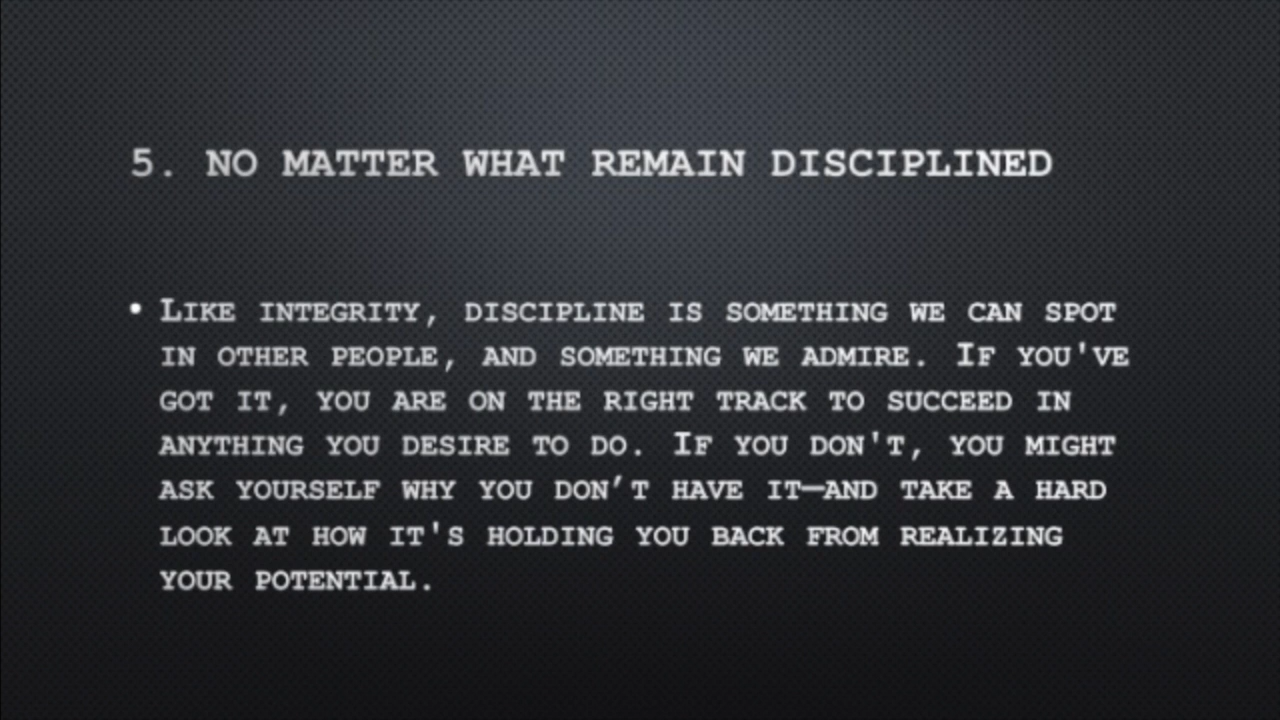 5. NO MATTER WHAT REMAIN DISCIPLINED
• LIKE INTEGRITY, DISCIPLINE IS SOMETHING WE CAN SPOT
IN OTHER PEOPLE, AND SOMETHING WE ADMIRE. IF YOU'VE
GOT IT, YOU ARE ON THE RIGHT TRACK TO SUCCEED IN
ANYTHING YOU DESIRE TO DO. IF YOU DON'T, YOU MIGHT
ASK YOURSELF WHY YOU DON’T HAVE IT—AND TAKE A HARD
LOOK AT HOW IT'S HOLDING YOU BACK FROM REALIZING
YOUR POTENTIAL.